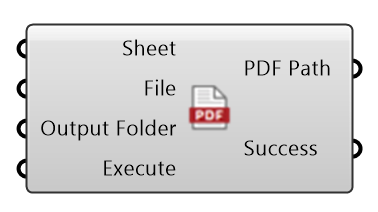 Sheet
File
Output Folder
Execute
PDF
PDF Path
Success